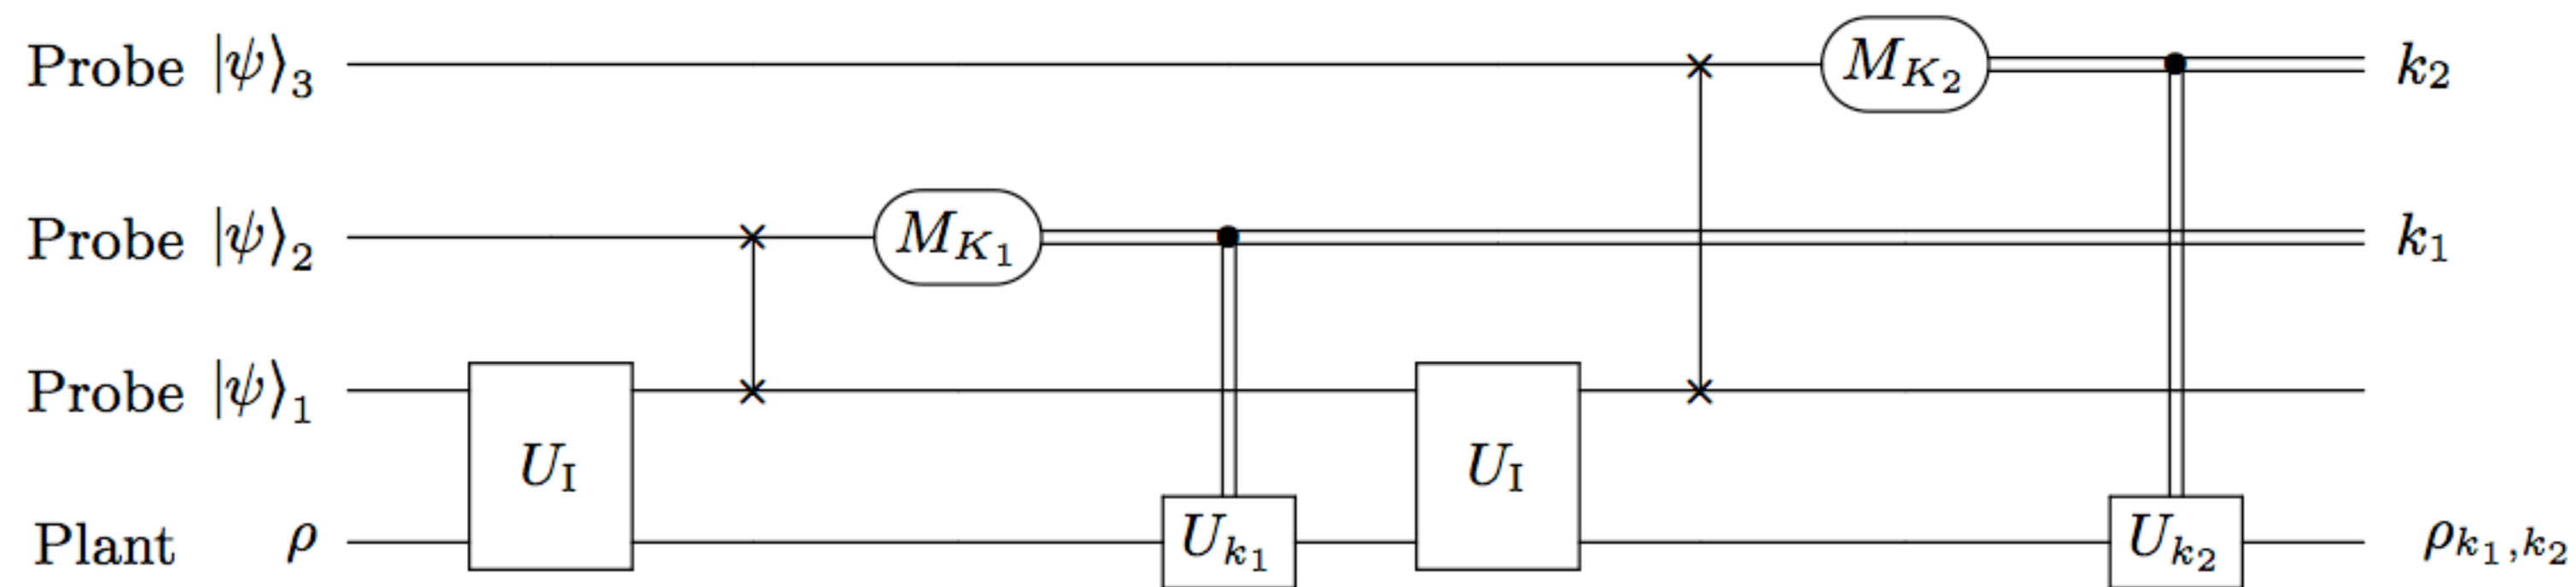 Probe |ψ⟩₃ M_{K₂} k₂
Probe |ψ⟩₂ M_{K₁} k₁
Probe |ψ⟩₁
U_I U_I
Plant ρ U_{k₁} U_{k₂} ρ_{k₁,k₂}